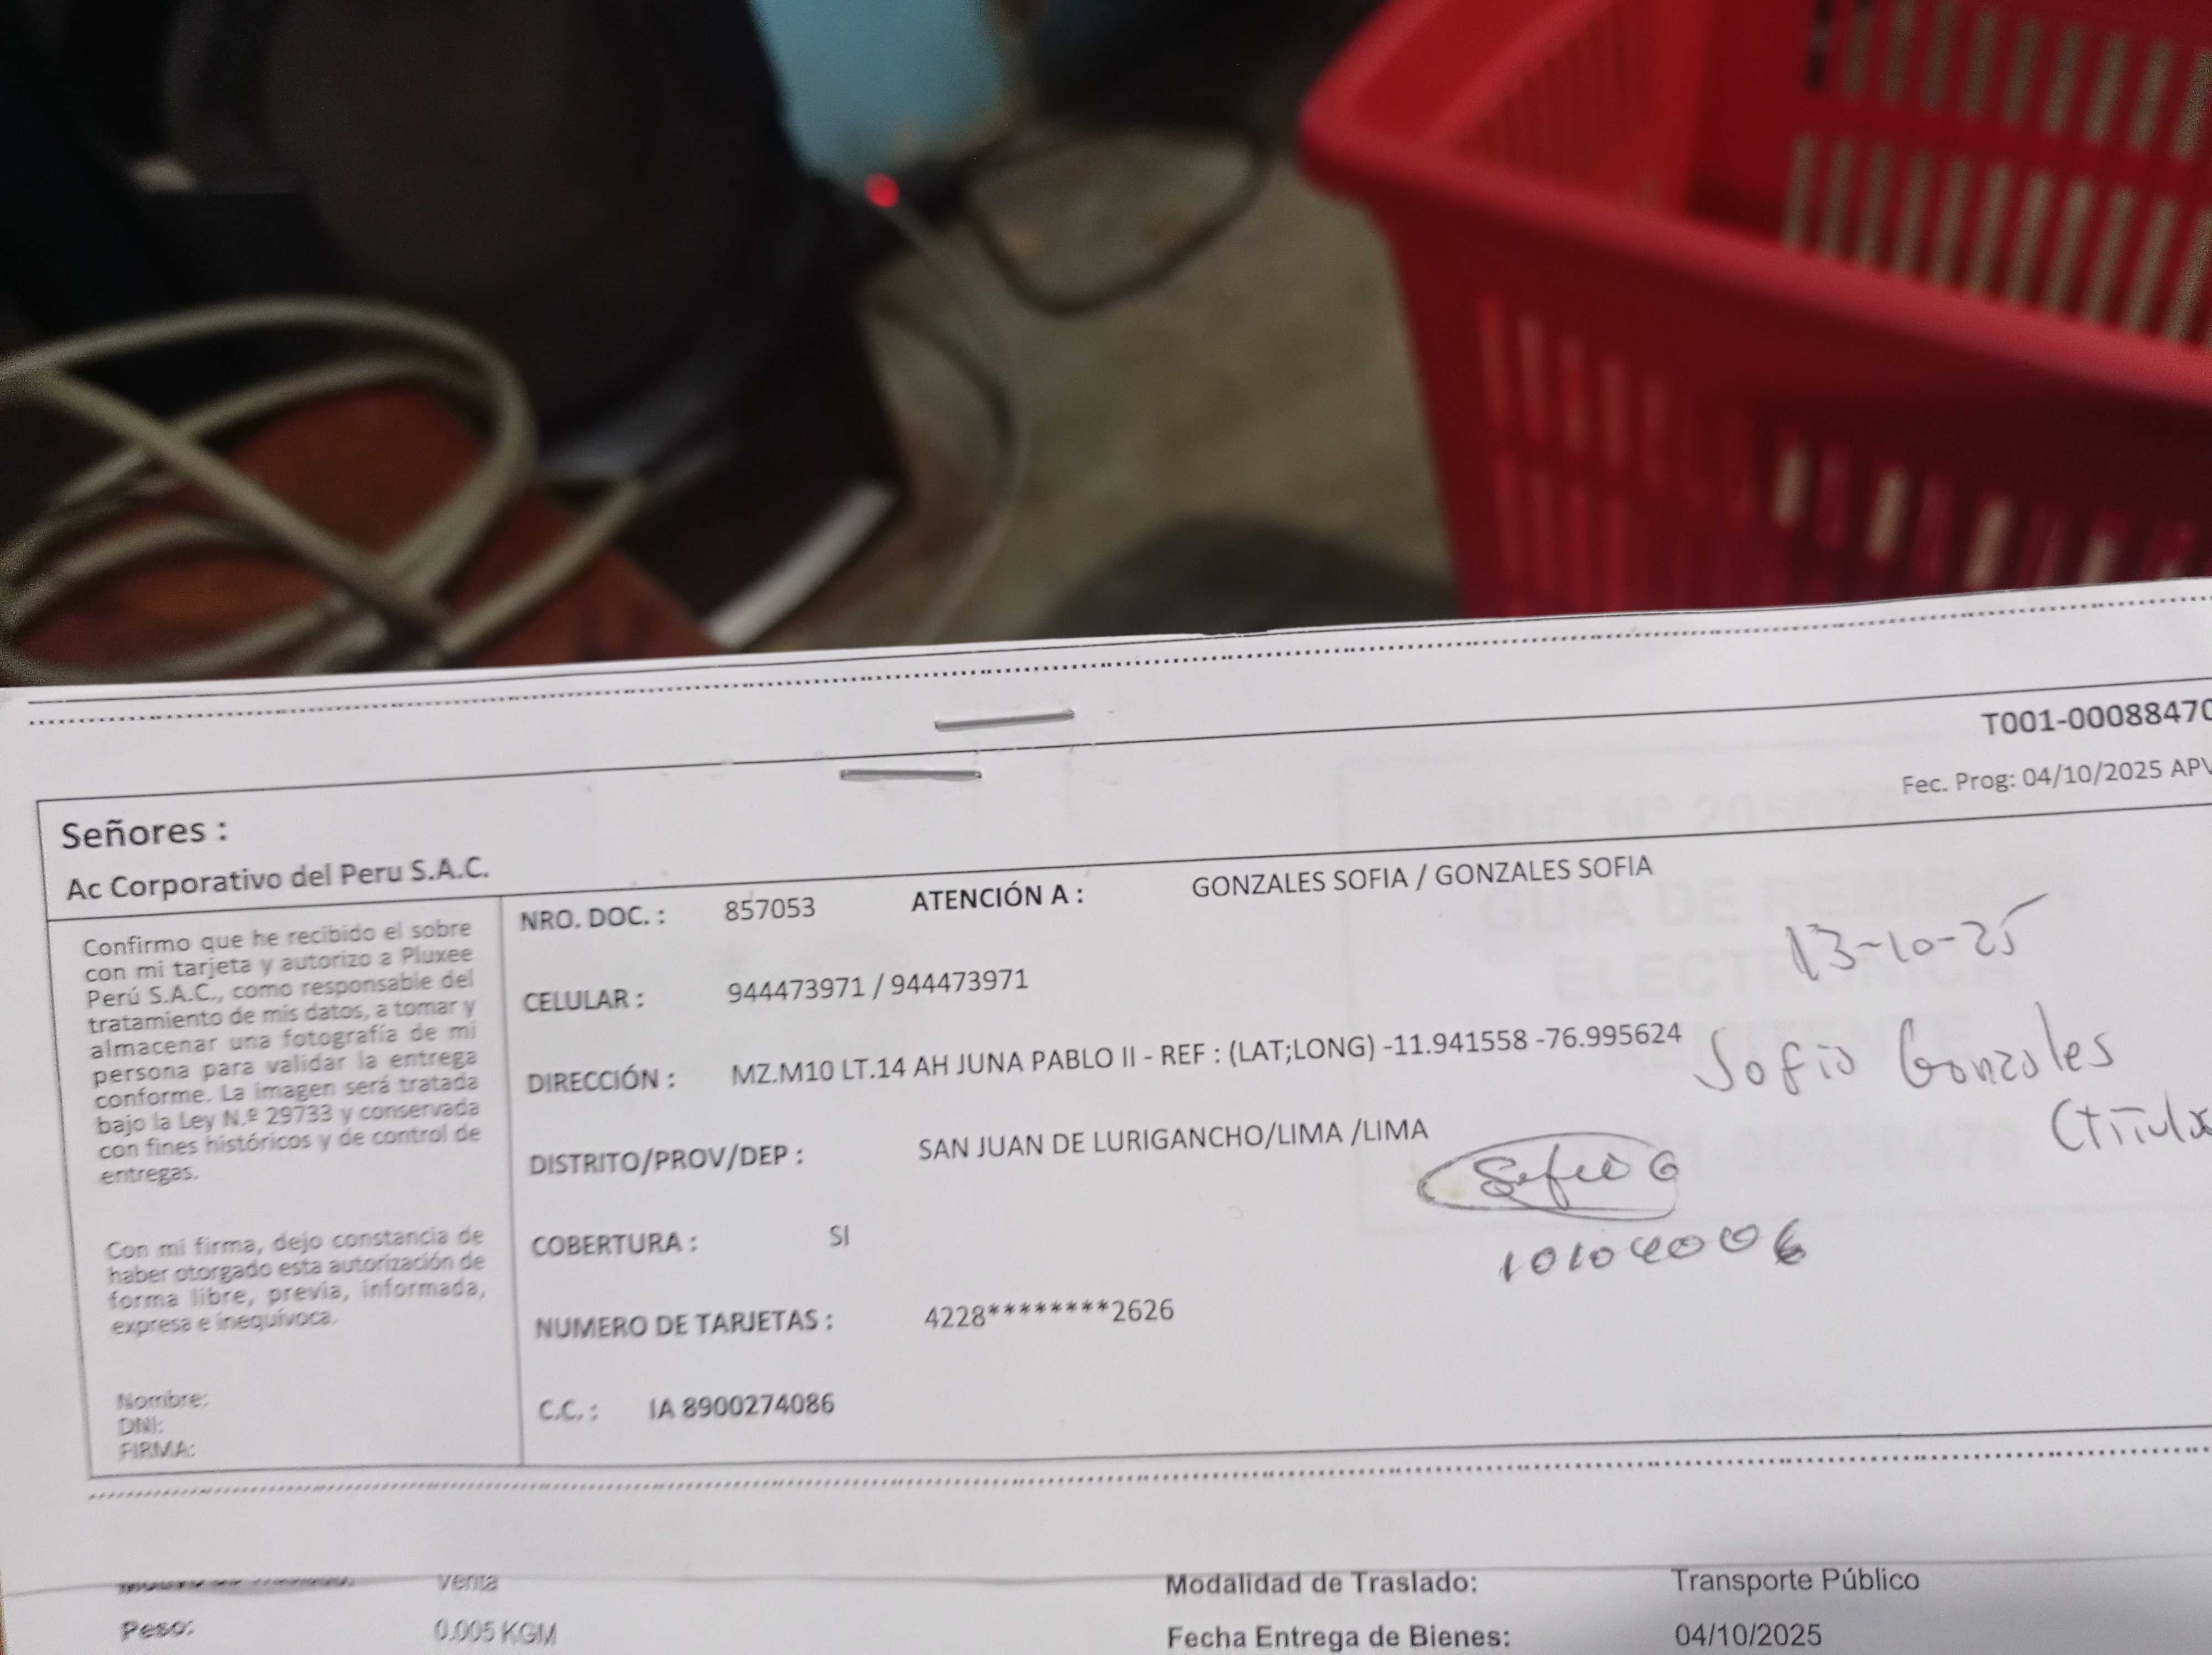 T001-00088470
Fec. Prog: 04/10/2025 APV
Señores :
Ac Corporativo del Peru S.A.C.
Confirmo que he recibido el sobre
con mi tarjeta y autorizo a Pluxee
Perú S.A.C., como responsable del
tratamiento de mis datos, a tomar y
almacenar una fotografía de mi
persona para validar la entrega
conforme. La imagen será tratada
bajo la Ley N.º 29733 y conservada
con fines históricos y de control de
entregas.
Con mi firma, dejo constancia de
haber otorgado esta autorización de
forma libre, previa, informada,
expresa e inequívoca.
Nombre:
DNI:
FIRMA:
NRO. DOC. : 857053 ATENCIÓN A : GONZALES SOFIA / GONZALES SOFIA
CELULAR : 944473971 / 944473971
DIRECCIÓN : MZ.M10 LT.14 AH JUNA PABLO II - REF : (LAT;LONG) -11.941558 -76.995624
DISTRITO/PROV/DEP : SAN JUAN DE LURIGANCHO/LIMA /LIMA
COBERTURA : SI
NUMERO DE TARJETAS : 4228********2626
C.C. : IA 8900274086
13-10-25
Sofia Gonzales
Sofia G
10104006
Venta
Peso: 0.005 KGM
Modalidad de Traslado: Transporte Público
Fecha Entrega de Bienes: 04/10/2025